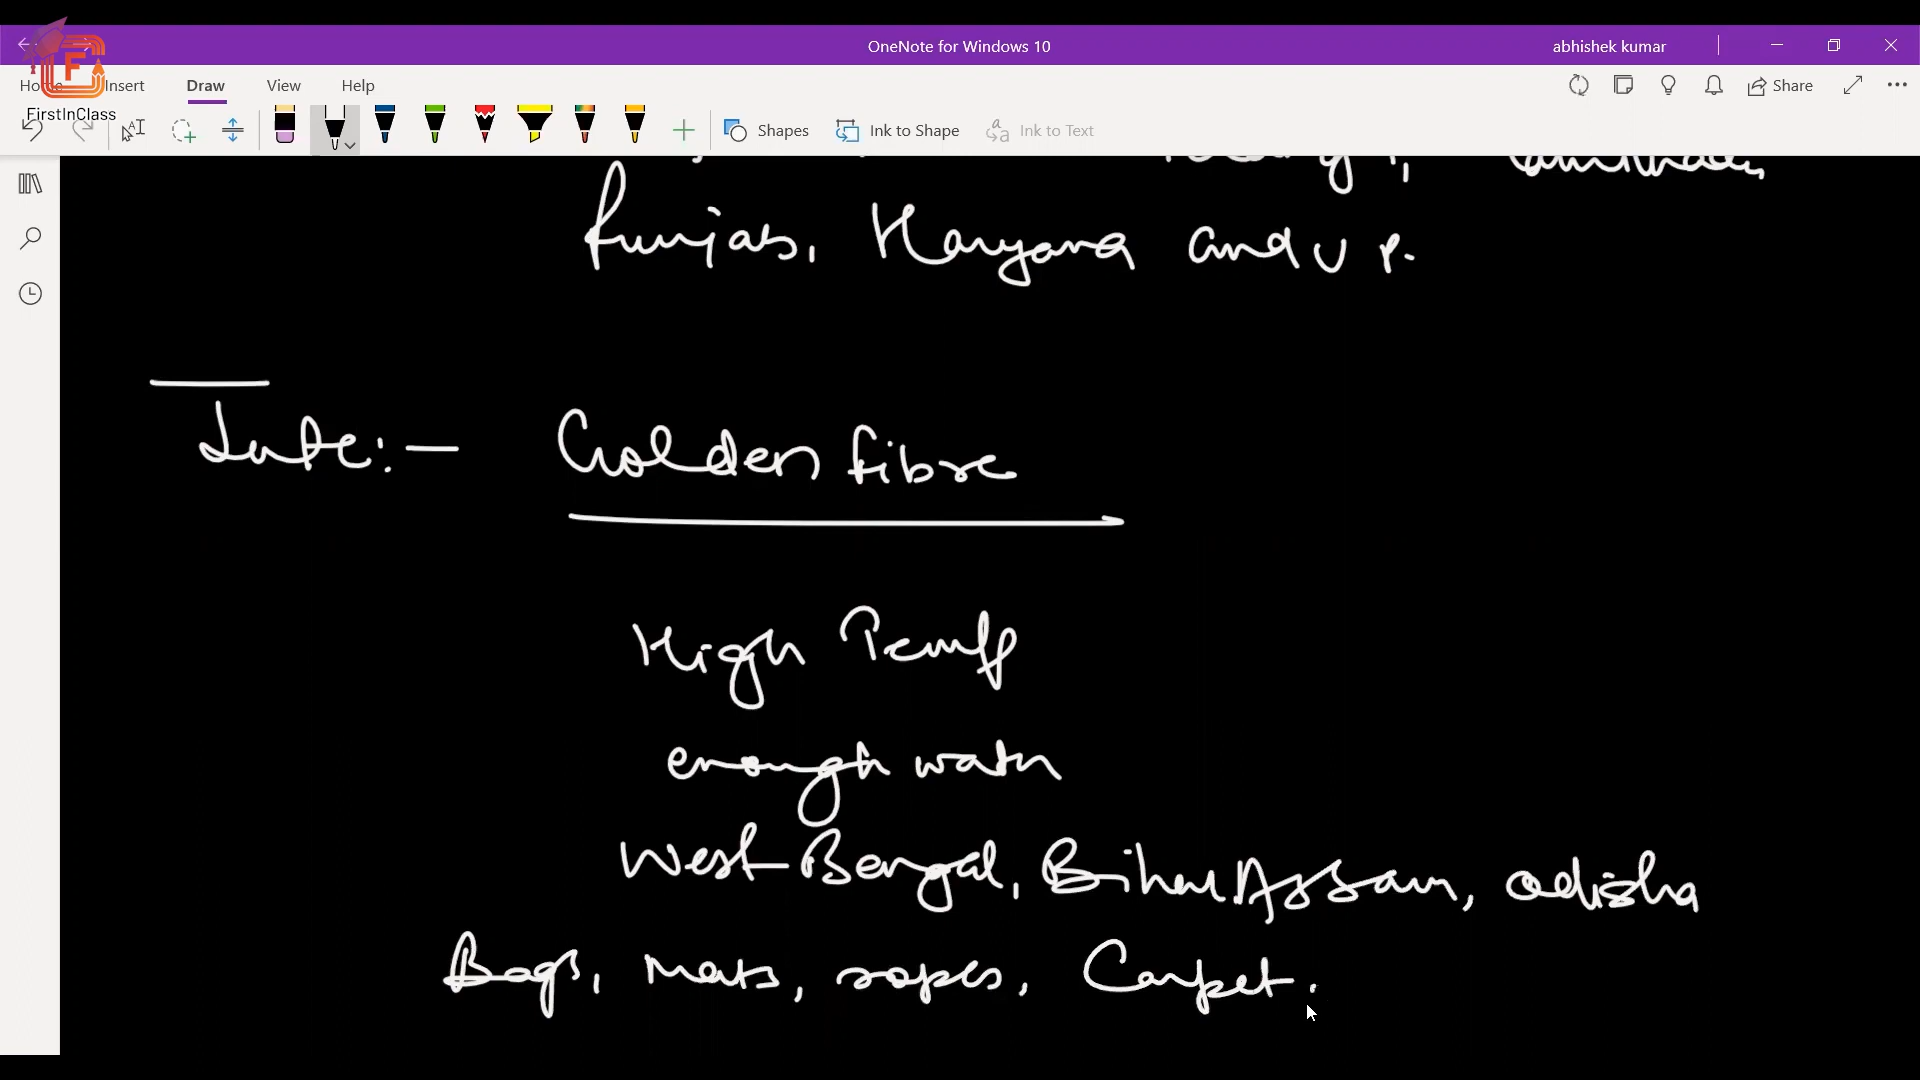 OneNote for Windows 10
abhishek kumar
Home Insert Draw View Help
Share
FirstInClass
Shapes Ink to Shape Ink to Text
Punjab, Haryana and U P.
Jute:- Golden fibre
High Temp
enough water
West Bengal, Bihar Assam, Odisha
Bags, Mats, ropes, Carpet.